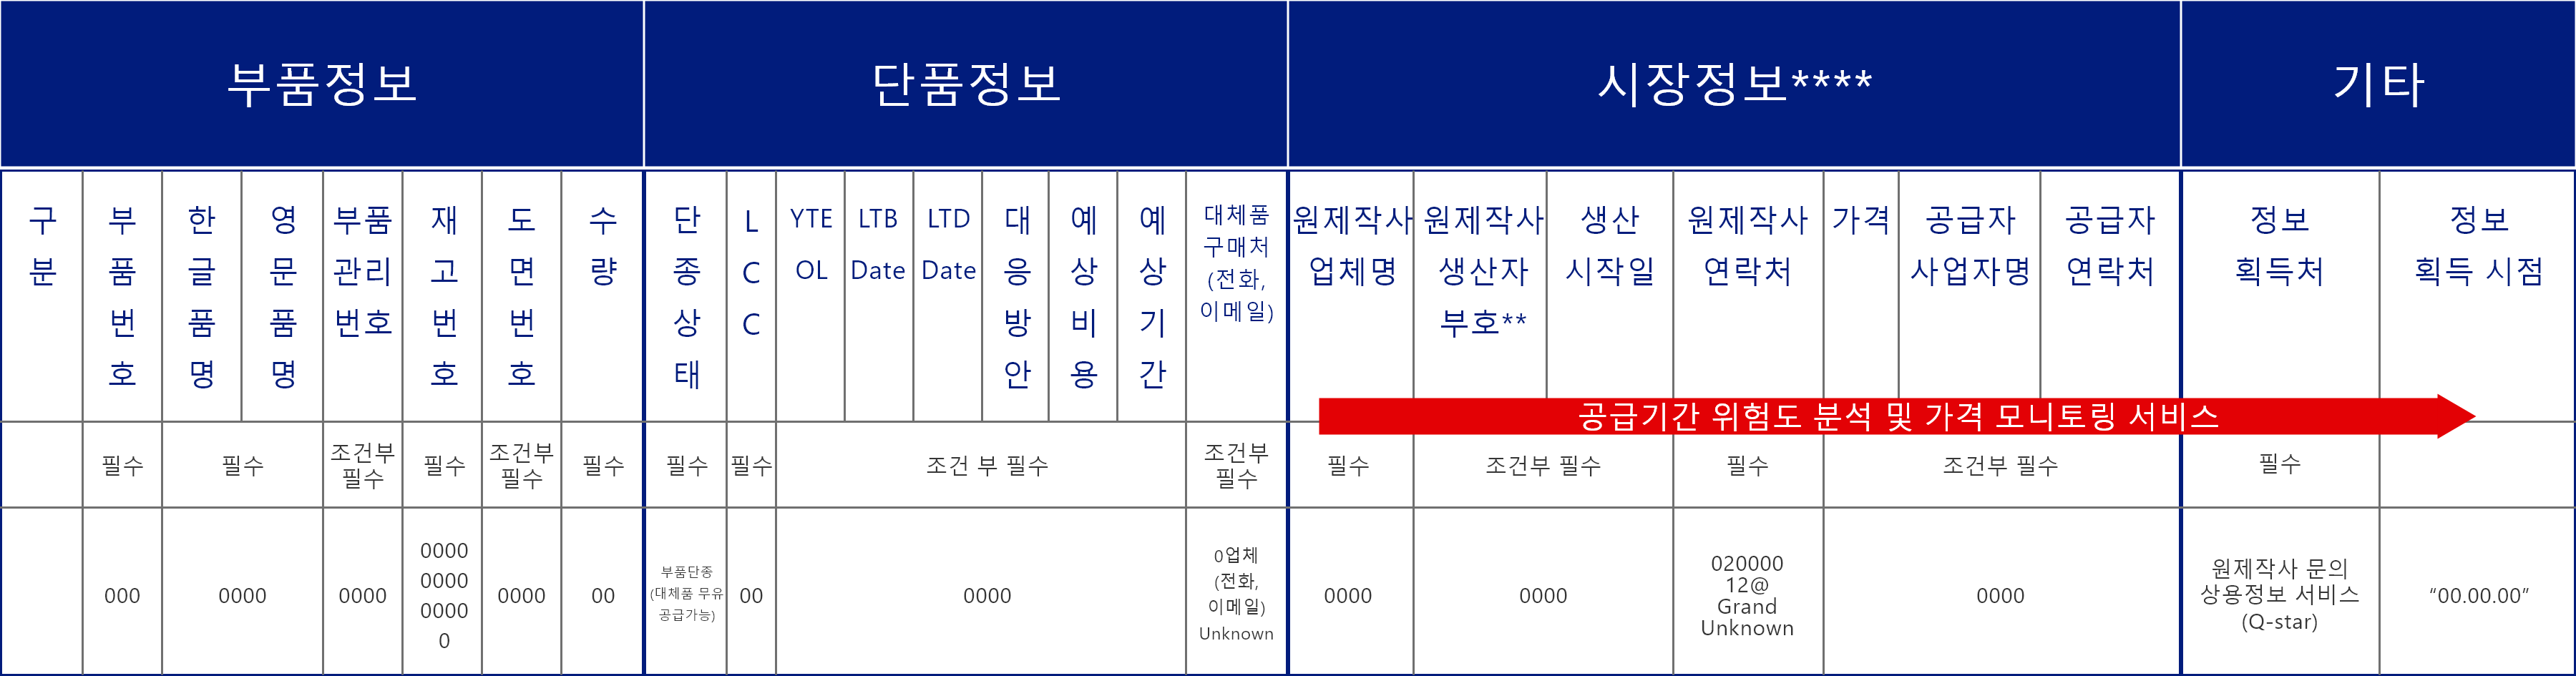 부품정보
단품정보
시장정보****
기타
구
분
부
품
번
호
한
글
품
명
영
문
품
명
부품
관리
번호
재
고
번
호
도
면
번
호
수
량
단
종
상
태
L
C
C
YTE
OL
LTB
Date
LTD
Date
대
응
방
안
예
상
비
용
예
상
기
간
대체품
구매처
(전화,
이메일)
원제작사
업체명
원제작사
생산자
부호**
생산
시작일
원제작사
연락처
가격
공급자
사업자명
공급자
연락처
정보
획득처
정보
획득 시점
공급기간 위험도 분석 및 가격 모니토링 서비스
필수
필수
조건부
필수
필수
조건부
필수
필수
필수
필수
조건 부 필수
조건부
필수
필수
조건부 필수
필수
조건부 필수
필수
000
0000
0000
0000
0000
0000
0
0000
00
부품단종
(대체품 무유
공급가능)
00
0000
0업체
(전화,
이메일)
Unknown
0000
0000
020000
12@
Grand
Unknown
0000
원제작사 문의
상용정보 서비스
(Q-star)
“00.00.00”